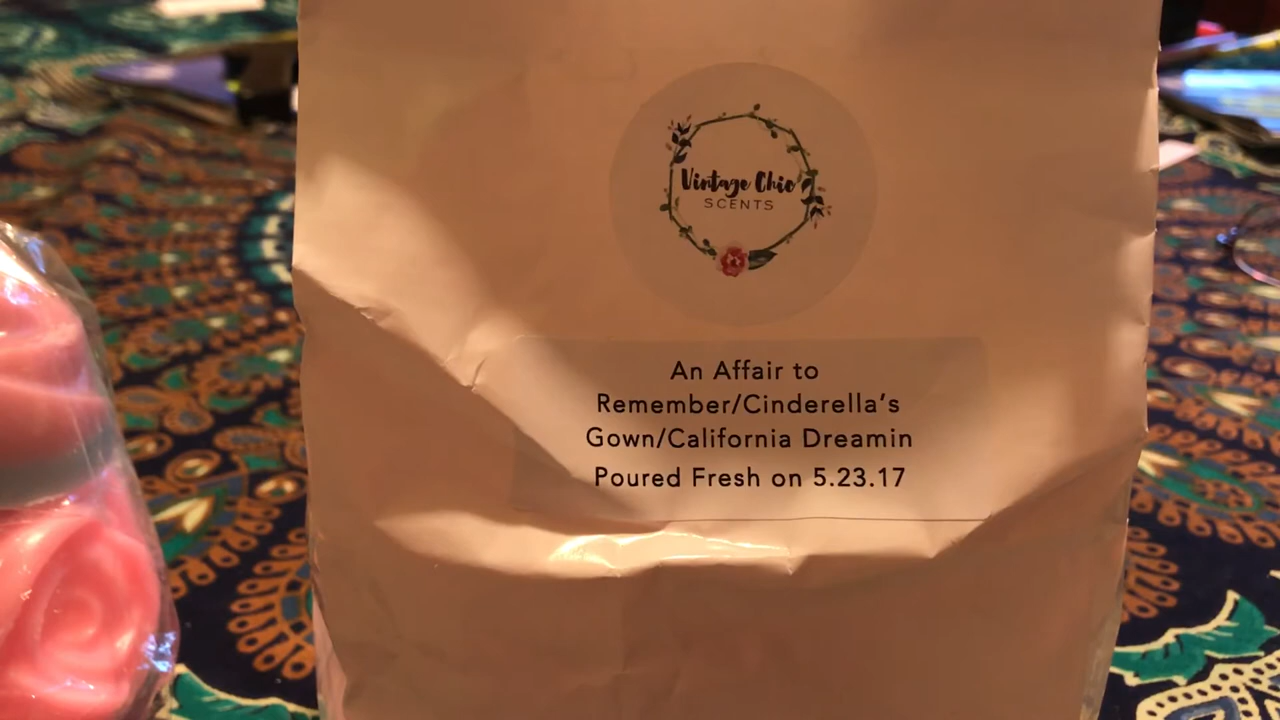 Vintage Chic
SCENTS
An Affair to
Remember/Cinderella's
Gown/California Dreamin
Poured Fresh on 5.23.17